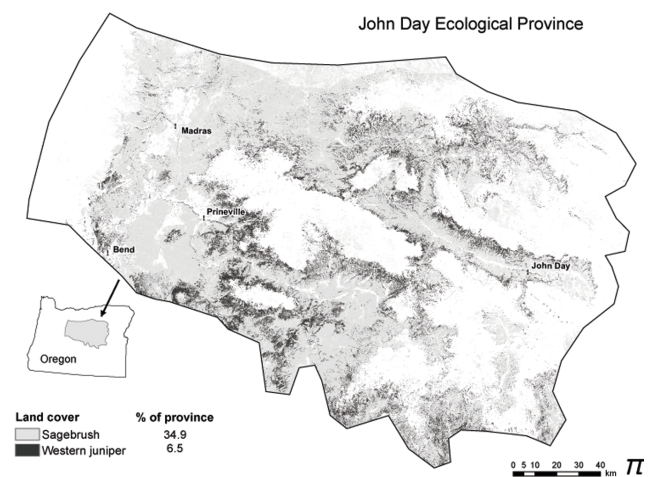 John Day Ecological Province
Madras
Prineville
Bend
John Day
Oregon
Land cover % of province
Sagebrush 34.9
Western juniper 6.5
0 5 10 20 30 40
km
π